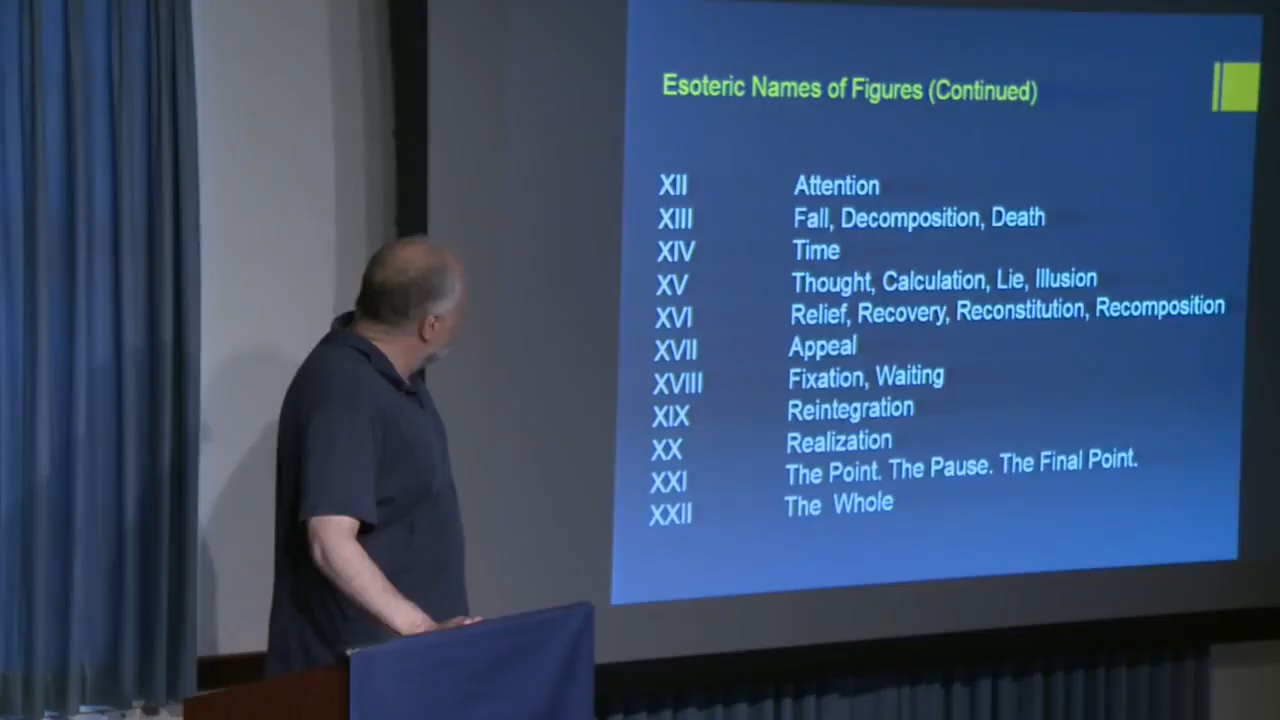 Esoteric Names of Figures (Continued)
XII Attention
XIII Fall, Decomposition, Death
XIV Time
XV Thought, Calculation, Lie, Illusion
XVI Relief, Recovery, Reconstitution, Recomposition
XVII Appeal
XVIII Fixation, Waiting
XIX Reintegration
XX Realization
XXI The Point. The Pause. The Final Point.
XXII The Whole